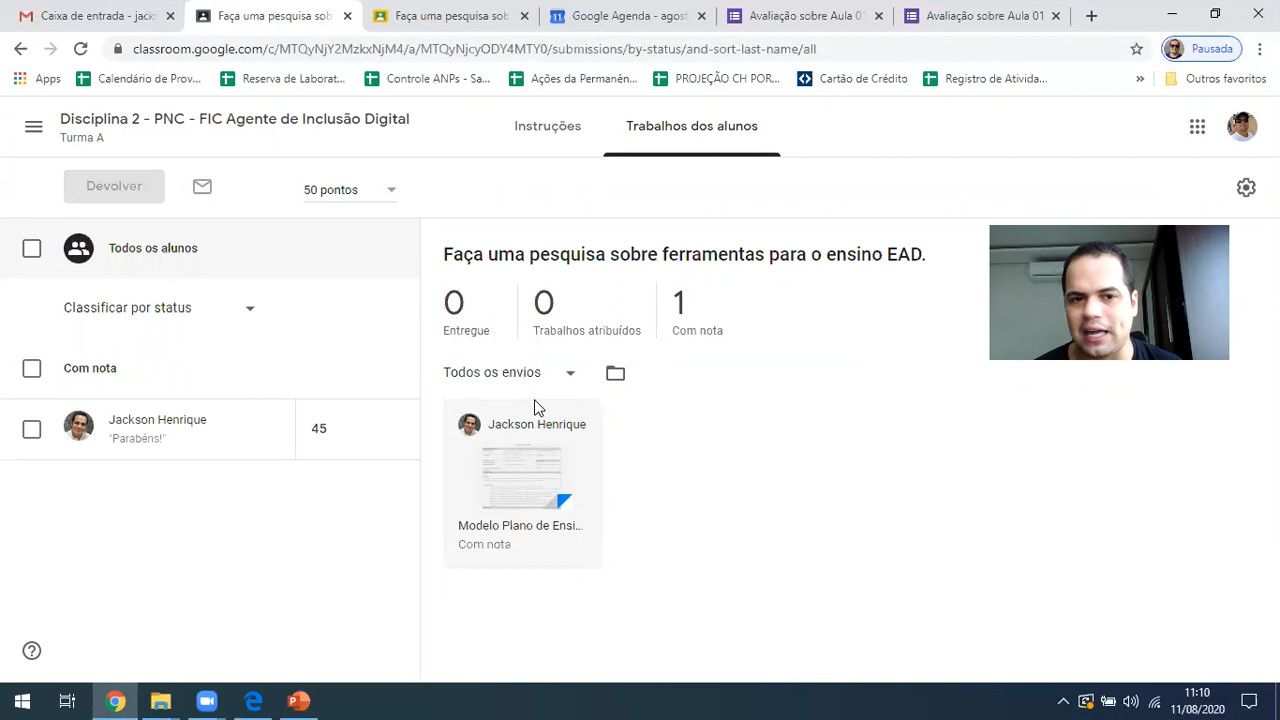 Caixa de entrada - jack
Faça uma pesquisa sob
Faça uma pesquisa sob
Google Agenda - agost
Avaliação sobre Aula 01
Avaliação sobre Aula 01
classroom.google.com/c/MTQyNjY2MzkxNjM4/a/MTQyNjcyODY4MTY0/submissions/by-status/and-sort-last-name/all
Pausada
Apps
Calendário de Prov...
Reserva de Laborat...
Controle ANPs - Sa...
Ações da Permanên...
PROJEÇÃO CH POR...
Cartão de Crédito
Registro de Ativida...
»
Outros favoritos
Disciplina 2 - PNC - FIC Agente de Inclusão Digital
Turma A
Instruções
Trabalhos dos alunos
Devolver
50 pontos
Todos os alunos
Classificar por status
Com nota
Jackson Henrique
"Parabéns!"
45
Faça uma pesquisa sobre ferramentas para o ensino EAD.
0
Entregue
0
Trabalhos atribuídos
1
Com nota
Todos os envios
Jackson Henrique
Modelo Plano de Ensi...
Com nota
11:10
11/08/2020